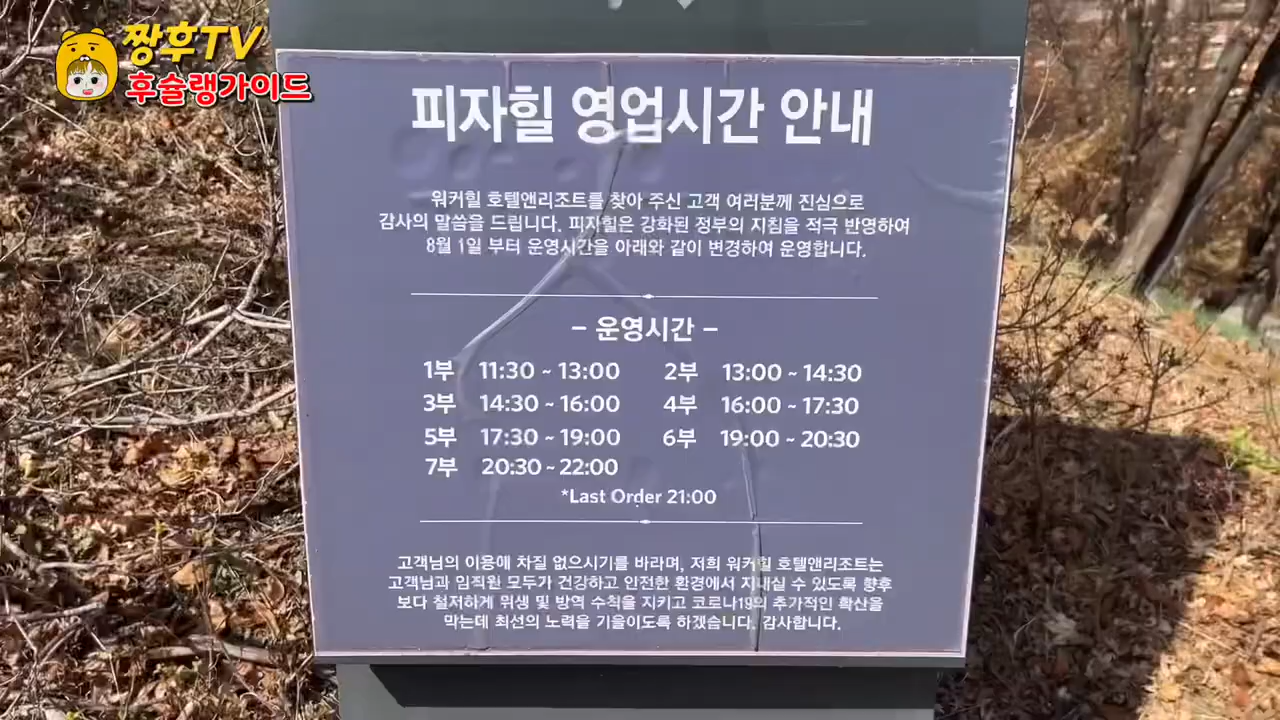 짱후TV
후슐랭가이드
피자힐 영업시간 안내
워커힐 호텔앤리조트를 찾아 주신 고객 여러분께 진심으로
감사의 말씀을 드립니다. 피자힐은 강화된 정부의 지침을 적극 반영하여
8월 1일 부터 운영시간을 아래와 같이 변경하여 운영합니다.
– 운영시간 –
1부 11:30 ~ 13:00 2부 13:00 ~ 14:30
3부 14:30 ~ 16:00 4부 16:00 ~ 17:30
5부 17:30 ~ 19:00 6부 19:00 ~ 20:30
7부 20:30 ~ 22:00
*Last Order 21:00
고객님의 이용에 차질 없으시기를 바라며, 저희 워커힐 호텔앤리조트는
고객님과 임직원 모두가 건강하고 안전한 환경에서 지내실 수 있도록 향후
보다 철저하게 위생 및 방역 수칙을 지키고 코로나19의 추가적인 확산을
막는데 최선의 노력을 기울이도록 하겠습니다. 감사합니다.